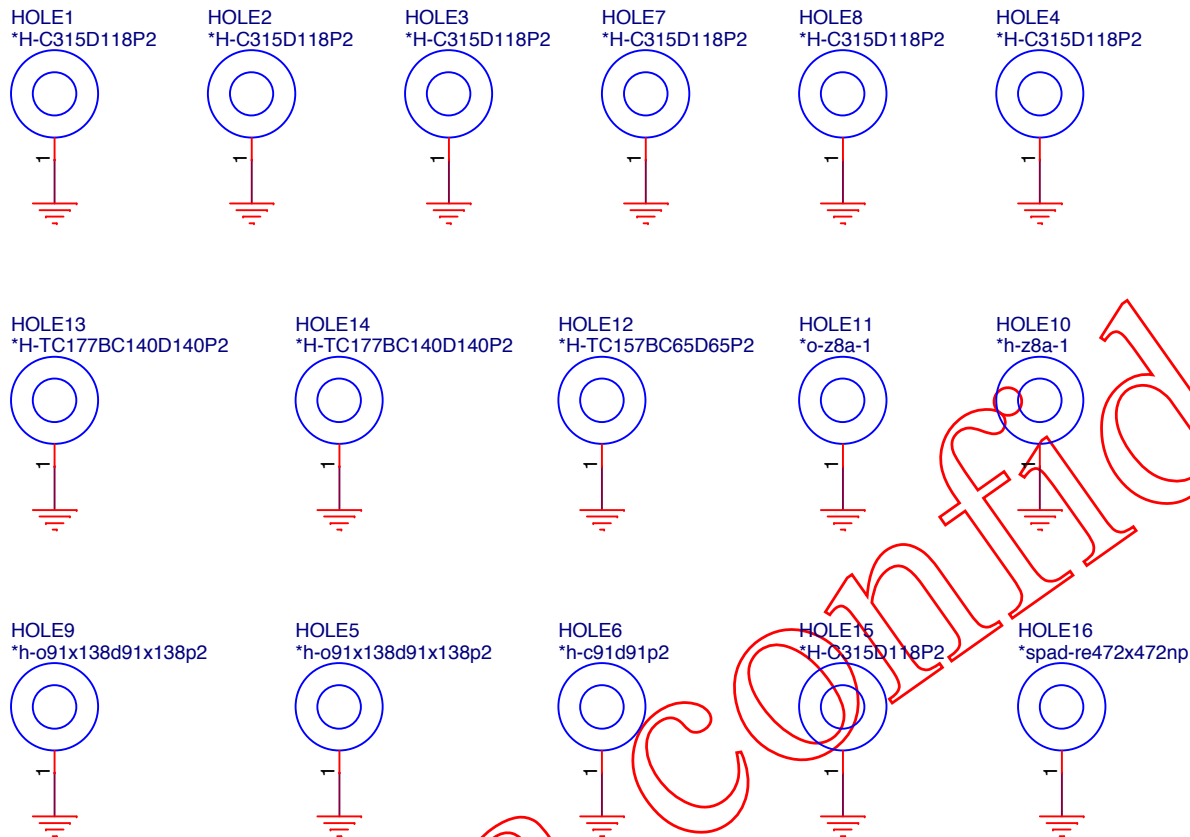 HOLE1 HOLE2 HOLE3 HOLE7 HOLE8 HOLE4
*H-C315D118P2 *H-C315D118P2 *H-C315D118P2 *H-C315D118P2 *H-C315D118P2 *H-C315D118P2
1 1 1 1 1 1
HOLE13 HOLE14 HOLE12 HOLE11 HOLE10
*H-TC177BC140D140P2 *H-TC177BC140D140P2 *H-TC157BC65D65P2 *o-z8a-1 *h-z8a-1
1 1 1 1 1
HOLE9 HOLE5 HOLE6 HOLE15 HOLE16
*h-o91x138d91x138p2 *h-o91x138d91x138p2 *h-c91d91p2 *H-C315D118P2 *spad-re472x472np
1 1 1 1 1
confid